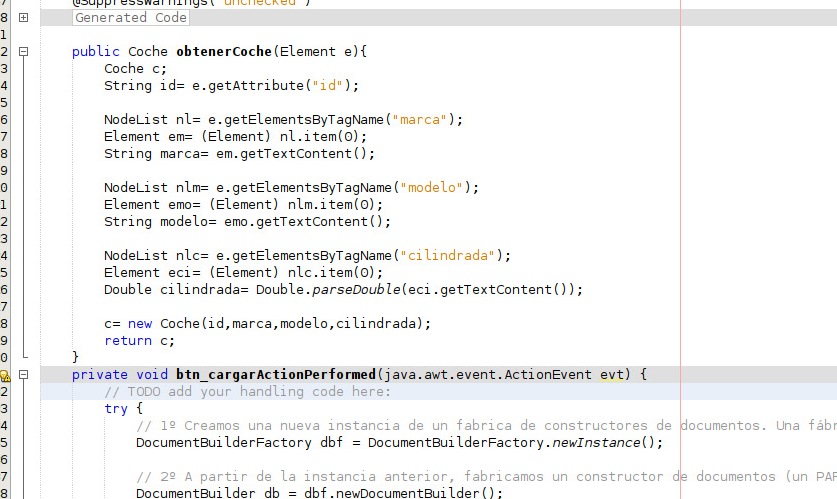 @SuppressWarnings("unchecked")
8 Generated Code
1
2 public Coche obtenerCoche(Element e){
3 Coche c;
4 String id= e.getAttribute("id");
5
6 NodeList nl= e.getElementsByTagName("marca");
7 Element em= (Element) nl.item(0);
8 String marca= em.getTextContent();
9
0 NodeList nlm= e.getElementsByTagName("modelo");
1 Element emo= (Element) nlm.item(0);
2 String modelo= emo.getTextContent();
3
4 NodeList nlc= e.getElementsByTagName("cilindrada");
5 Element eci= (Element) nlc.item(0);
6 Double cilindrada= Double.parseDouble(eci.getTextContent());
7
8 c= new Coche(id,marca,modelo,cilindrada);
9 return c;
0 }
private void btn_cargarActionPerformed(java.awt.event.ActionEvent evt) {
2 // TODO add your handling code here:
3 try {
4 // 1º Creamos una nueva instancia de un fabrica de constructores de documentos. Una fábr
5 DocumentBuilderFactory dbf = DocumentBuilderFactory.newInstance();
6
7 // 2º A partir de la instancia anterior, fabricamos un constructor de documentos (un PAR
8 DocumentBuilder db = dbf.newDocumentBuilder();